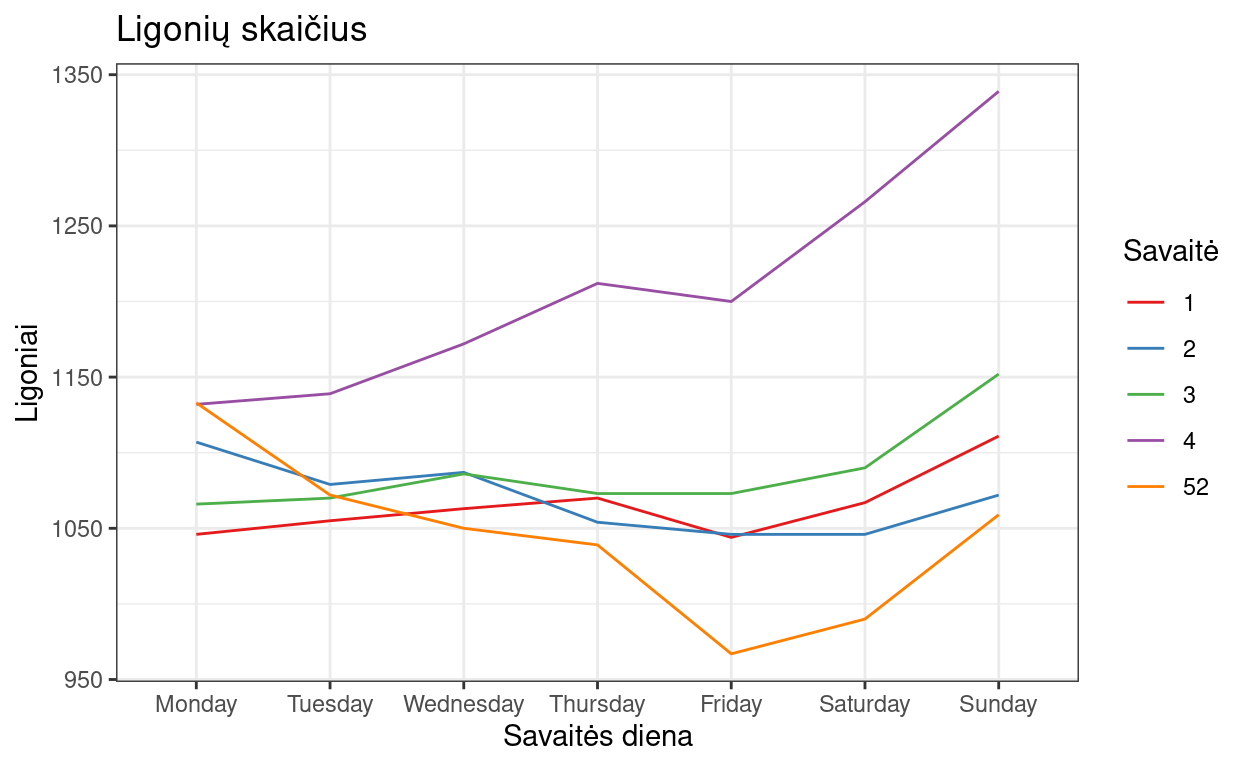 Ligonių skaičius
1350
1250
1150
1050
950
Ligoniai
Monday Tuesday Wednesday Thursday Friday Saturday Sunday
Savaitės diena
Savaitė
1
2
3
4
52